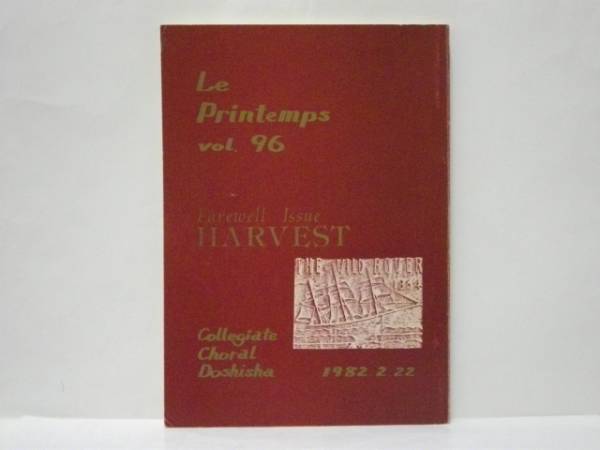 Le
Printemps
vol. 96
Farewell Issue
HARVEST
THE WILD ROVER
1864
Collegiate
Choral
Doshisha
1982 2 22